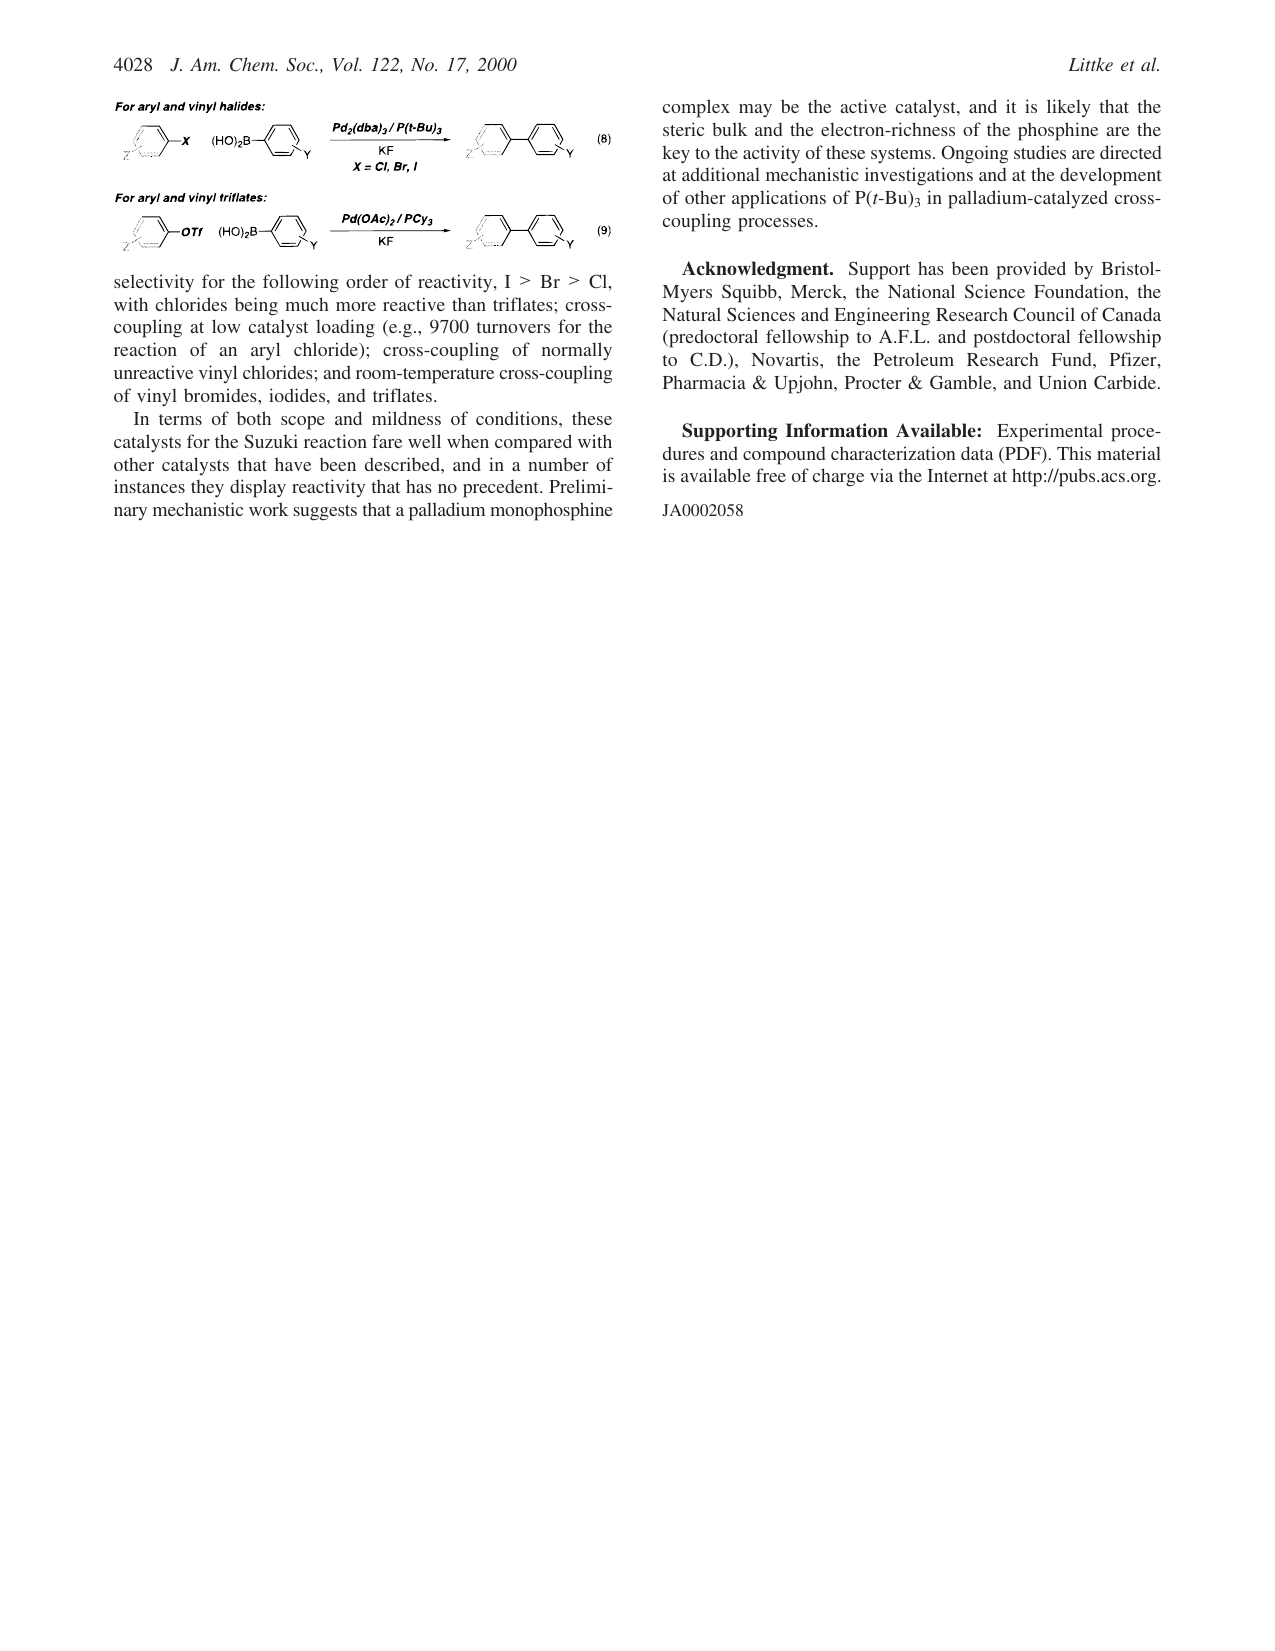 4028 J. Am. Chem. Soc., Vol. 122, No. 17, 2000
Littke et al.
For aryl and vinyl halides:
Z X (HO)2B Y Pd2(dba)3 / P(t-Bu)3 Z Y (8)
KF
X = Cl, Br, I
For aryl and vinyl triflates:
Z OTf (HO)2B Y Pd(OAc)2 / PCy3 Z Y (9)
KF
selectivity for the following order of reactivity, I > Br > Cl,
with chlorides being much more reactive than triflates; cross-
coupling at low catalyst loading (e.g., 9700 turnovers for the
reaction of an aryl chloride); cross-coupling of normally
unreactive vinyl chlorides; and room-temperature cross-coupling
of vinyl bromides, iodides, and triflates.
In terms of both scope and mildness of conditions, these
catalysts for the Suzuki reaction fare well when compared with
other catalysts that have been described, and in a number of
instances they display reactivity that has no precedent. Prelimi-
nary mechanistic work suggests that a palladium monophosphine
complex may be the active catalyst, and it is likely that the
steric bulk and the electron-richness of the phosphine are the
key to the activity of these systems. Ongoing studies are directed
at additional mechanistic investigations and at the development
of other applications of P(t-Bu)3 in palladium-catalyzed cross-
coupling processes.
Acknowledgment. Support has been provided by Bristol-
Myers Squibb, Merck, the National Science Foundation, the
Natural Sciences and Engineering Research Council of Canada
(predoctoral fellowship to A.F.L. and postdoctoral fellowship
to C.D.), Novartis, the Petroleum Research Fund, Pfizer,
Pharmacia & Upjohn, Procter & Gamble, and Union Carbide.
Supporting Information Available: Experimental proce-
dures and compound characterization data (PDF). This material
is available free of charge via the Internet at http://pubs.acs.org.
JA0002058